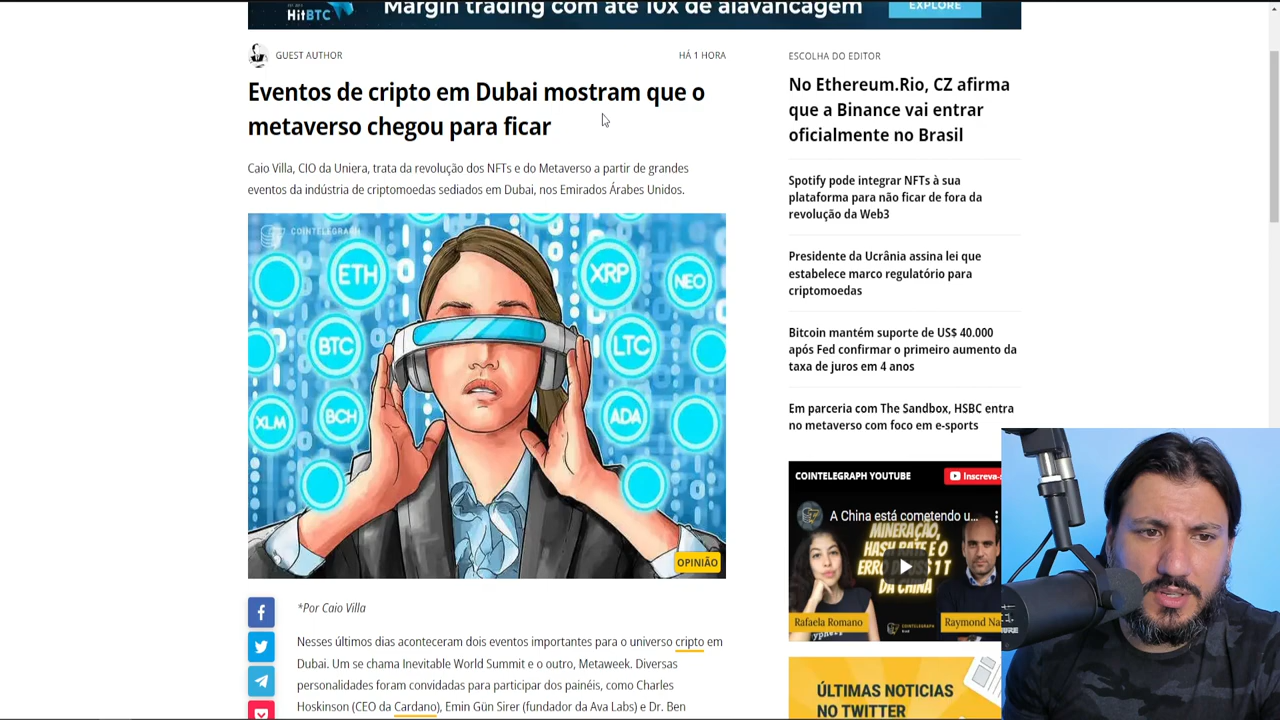 HitBTC
Margin trading com até 10x de alavancagem
EXPLORE
GUEST AUTHOR
HÁ 1 HORA
Eventos de cripto em Dubai mostram que o
metaverso chegou para ficar
Caio Villa, CIO da Uniera, trata da revolução dos NFTs e do Metaverso a partir de grandes
eventos da indústria de criptomoedas sediados em Dubai, nos Emirados Árabes Unidos.
COINTELEGRAPH
ETH
XRP
NEO
BTC
LTC
XLM
BCH
ADA
OPINIÃO
*Por Caio Villa
Nesses últimos dias aconteceram dois eventos importantes para o universo cripto em
Dubai. Um se chama Inevitable World Summit e o outro, Metaweek. Diversas
personalidades foram convidadas para participar dos painéis, como Charles
Hoskinson (CEO da Cardano), Emin Gün Sirer (fundador da Ava Labs) e Dr. Ben
ESCOLHA DO EDITOR
No Ethereum.Rio, CZ afirma
que a Binance vai entrar
oficialmente no Brasil
Spotify pode integrar NFTs à sua
plataforma para não ficar de fora da
revolução da Web3
Presidente da Ucrânia assina lei que
estabelece marco regulatório para
criptomoedas
Bitcoin mantém suporte de US$ 40.000
após Fed confirmar o primeiro aumento da
taxa de juros em 4 anos
Em parceria com The Sandbox, HSBC entra
no metaverso com foco em e-sports
COINTELEGRAPH YOUTUBE
Inscreva-s
A China está cometendo u...
MINERAÇÃO,
HASH RATE E O
ERRO DE US$ 1 T
DA CHINA
Rafaela Romano
Raymond Na
COINTELEGRAPH
ÚLTIMAS NOTICIAS
NO TWITTER